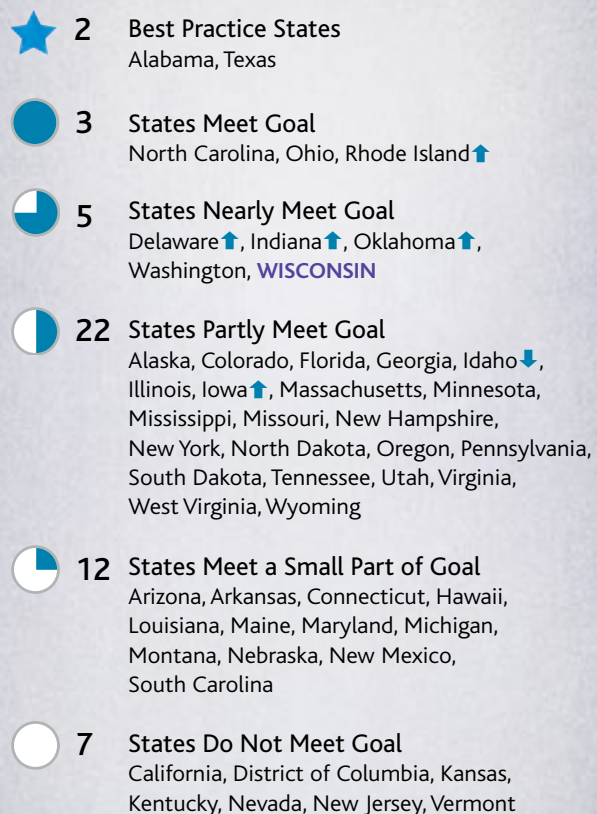 2 Best Practice States
Alabama, Texas
3 States Meet Goal
North Carolina, Ohio, Rhode Island⬆
5 States Nearly Meet Goal
Delaware⬆, Indiana⬆, Oklahoma⬆,
Washington, WISCONSIN
22 States Partly Meet Goal
Alaska, Colorado, Florida, Georgia, Idaho⬇,
Illinois, Iowa⬆, Massachusetts, Minnesota,
Mississippi, Missouri, New Hampshire,
New York, North Dakota, Oregon, Pennsylvania,
South Dakota, Tennessee, Utah, Virginia,
West Virginia, Wyoming
12 States Meet a Small Part of Goal
Arizona, Arkansas, Connecticut, Hawaii,
Louisiana, Maine, Maryland, Michigan,
Montana, Nebraska, New Mexico,
South Carolina
7 States Do Not Meet Goal
California, District of Columbia, Kansas,
Kentucky, Nevada, New Jersey, Vermont